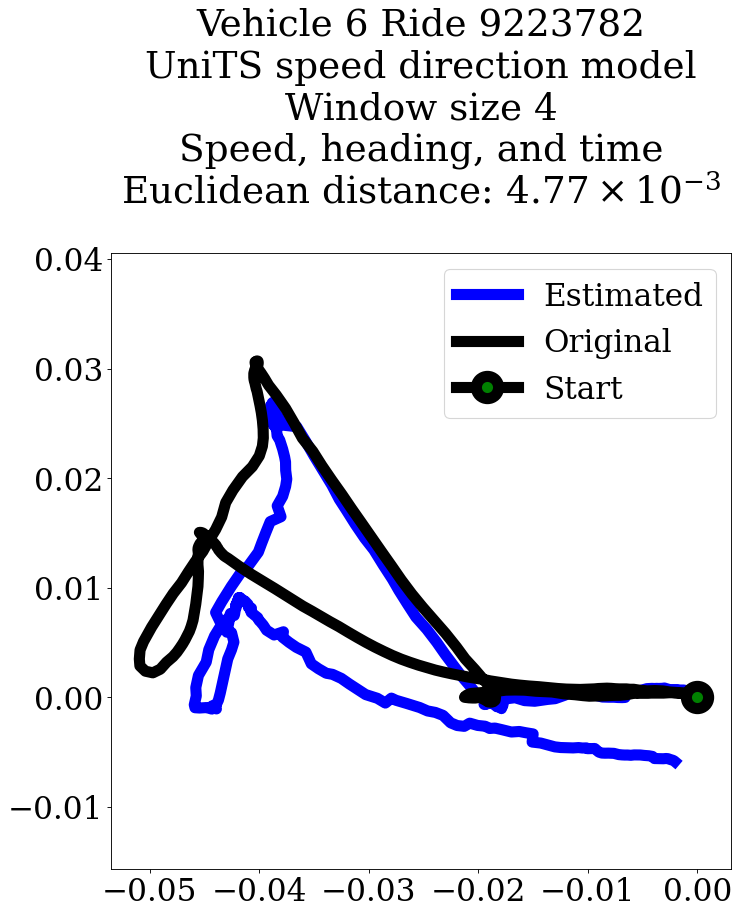 Vehicle 6 Ride 9223782
UniTS speed direction model
Window size 4
Speed, heading, and time
Euclidean distance: 4.77 × 10⁻³
0.04
0.03
0.02
0.01
0.00
−0.01
Estimated
Original
Start
−0.05 −0.04 −0.03 −0.02 −0.01 0.00